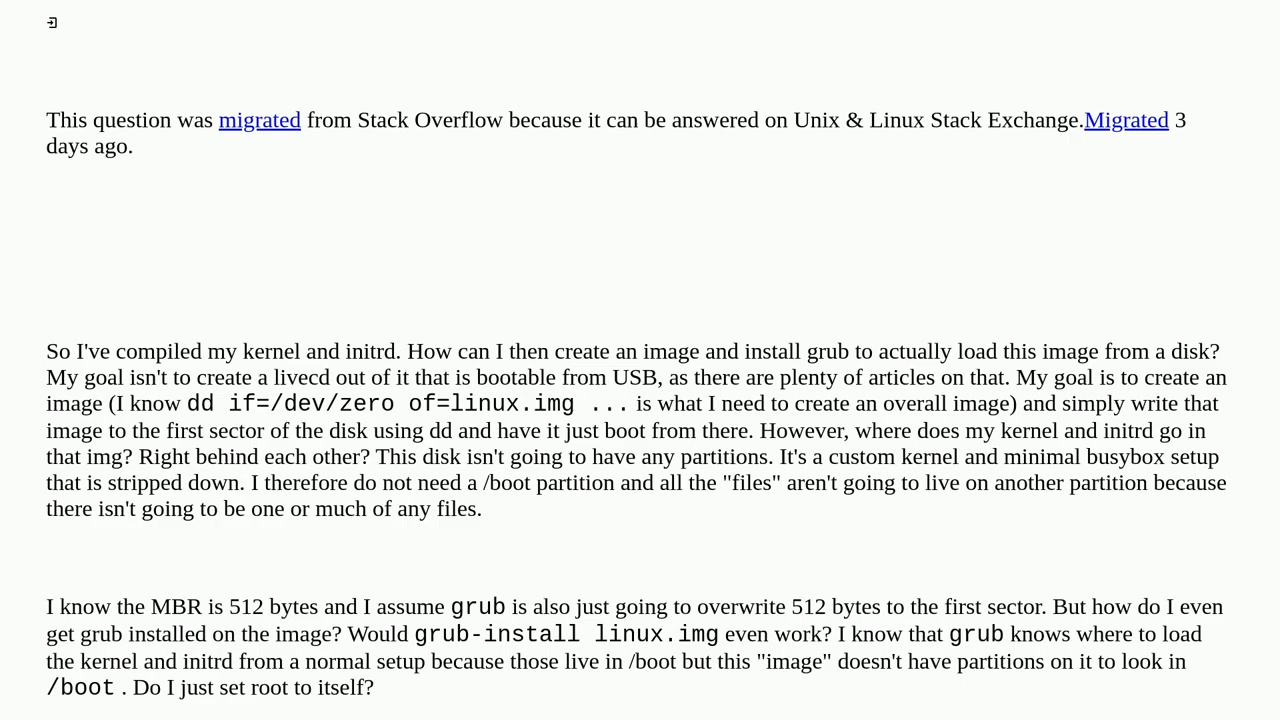 This question was migrated from Stack Overflow because it can be answered on Unix & Linux Stack Exchange.Migrated 3
days ago.
So I've compiled my kernel and initrd. How can I then create an image and install grub to actually load this image from a disk?
My goal isn't to create a livecd out of it that is bootable from USB, as there are plenty of articles on that. My goal is to create an
image (I know dd if=/dev/zero of=linux.img ... is what I need to create an overall image) and simply write that
image to the first sector of the disk using dd and have it just boot from there. However, where does my kernel and initrd go in
that img? Right behind each other? This disk isn't going to have any partitions. It's a custom kernel and minimal busybox setup
that is stripped down. I therefore do not need a /boot partition and all the "files" aren't going to live on another partition because
there isn't going to be one or much of any files.
I know the MBR is 512 bytes and I assume grub is also just going to overwrite 512 bytes to the first sector. But how do I even
get grub installed on the image? Would grub-install linux.img even work? I know that grub knows where to load
the kernel and initrd from a normal setup because those live in /boot but this "image" doesn't have partitions on it to look in
/boot . Do I just set root to itself?